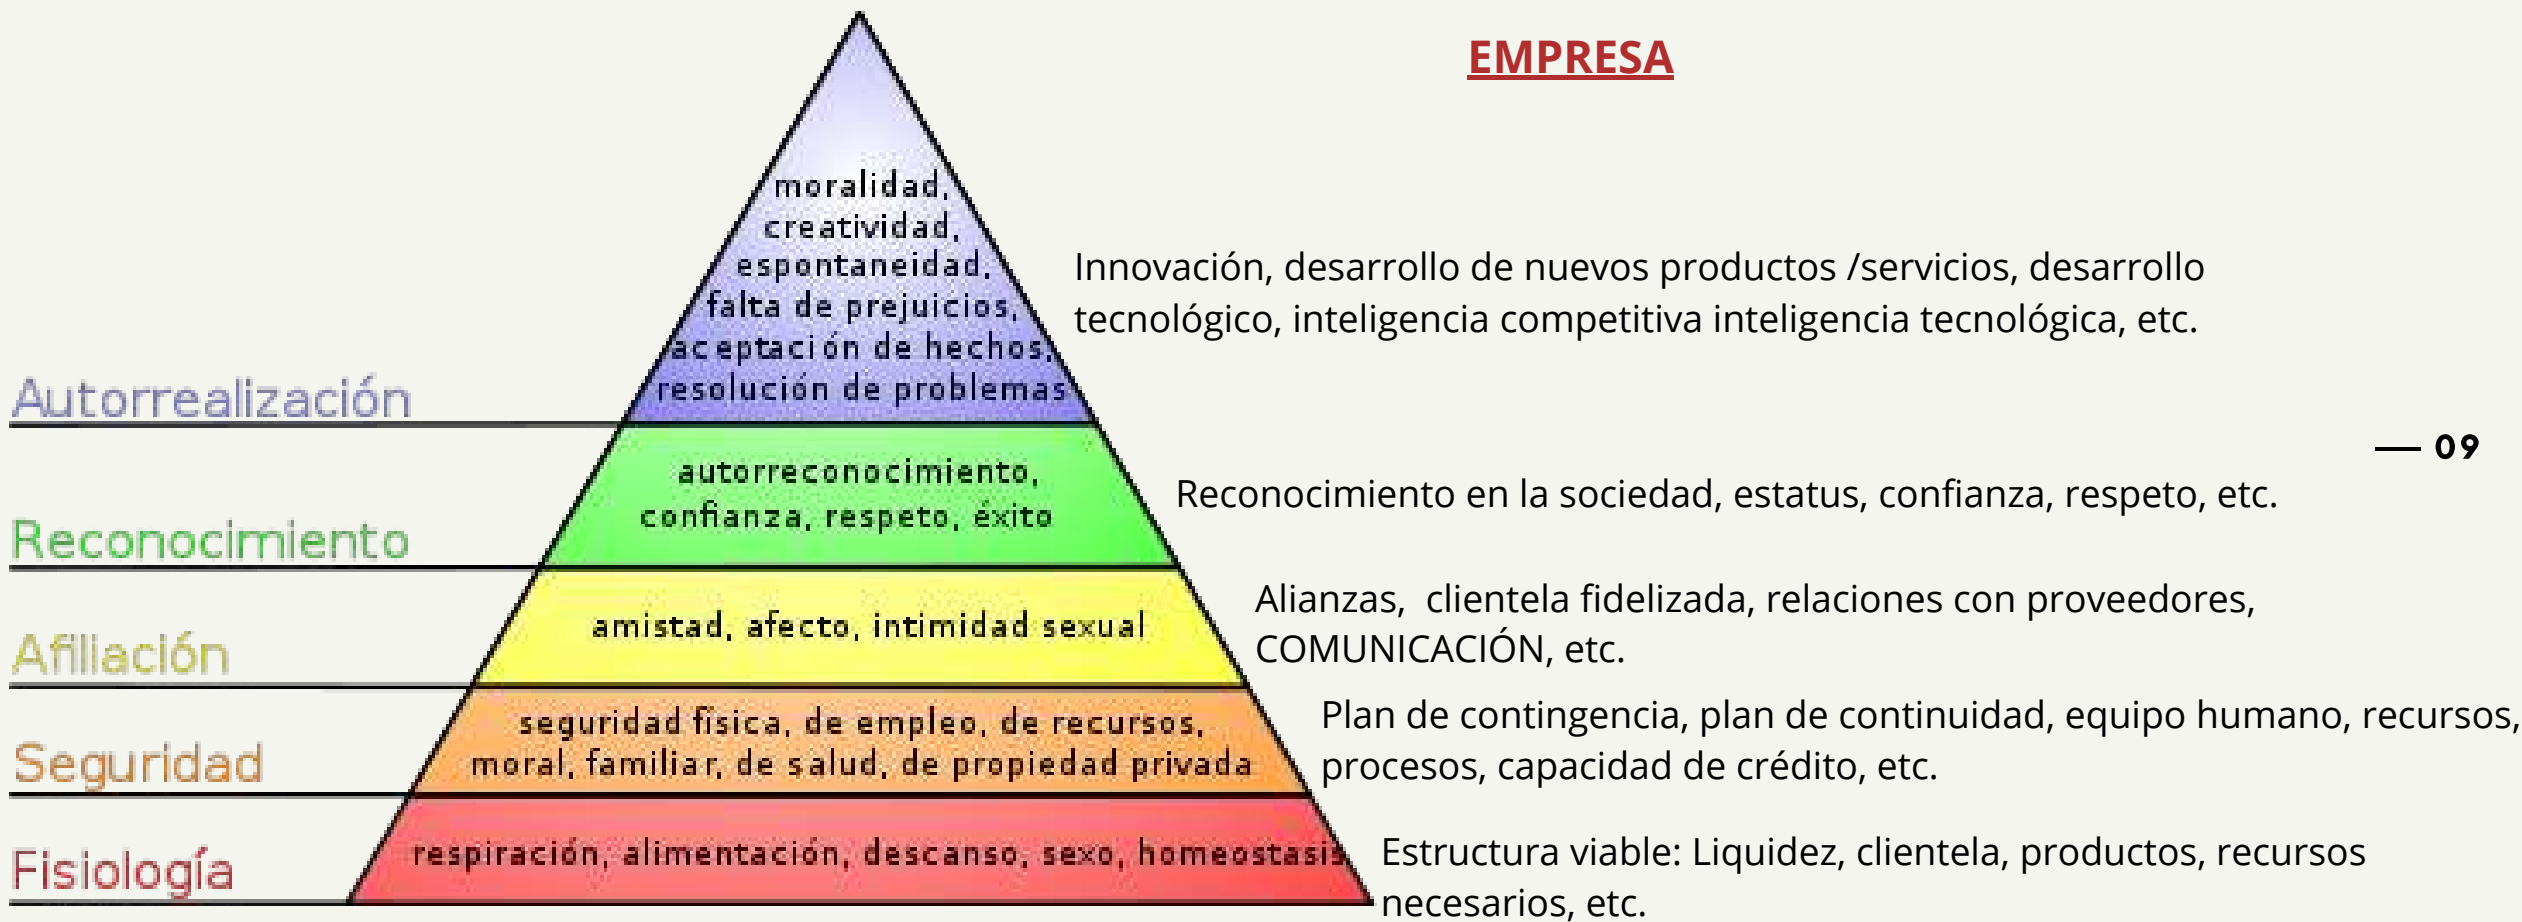 EMPRESA
moralidad,
creatividad,
espontaneidad,
falta de prejuicios,
aceptación de hechos,
resolución de problemas
Autorrealización
Innovación, desarrollo de nuevos productos /servicios, desarrollo
tecnológico, inteligencia competitiva inteligencia tecnológica, etc.
— 09
autorreconocimiento,
confianza, respeto, éxito
Reconocimiento
Reconocimiento en la sociedad, estatus, confianza, respeto, etc.
amistad, afecto, intimidad sexual
Afiliación
Alianzas,  clientela fidelizada, relaciones con proveedores,
COMUNICACIÓN, etc.
seguridad física, de empleo, de recursos,
moral, familiar, de salud, de propiedad privada
Seguridad
Plan de contingencia, plan de continuidad, equipo humano, recursos,
procesos, capacidad de crédito, etc.
respiración, alimentación, descanso, sexo, homeostasis
Fisiología
Estructura viable: Liquidez, clientela, productos, recursos
necesarios, etc.